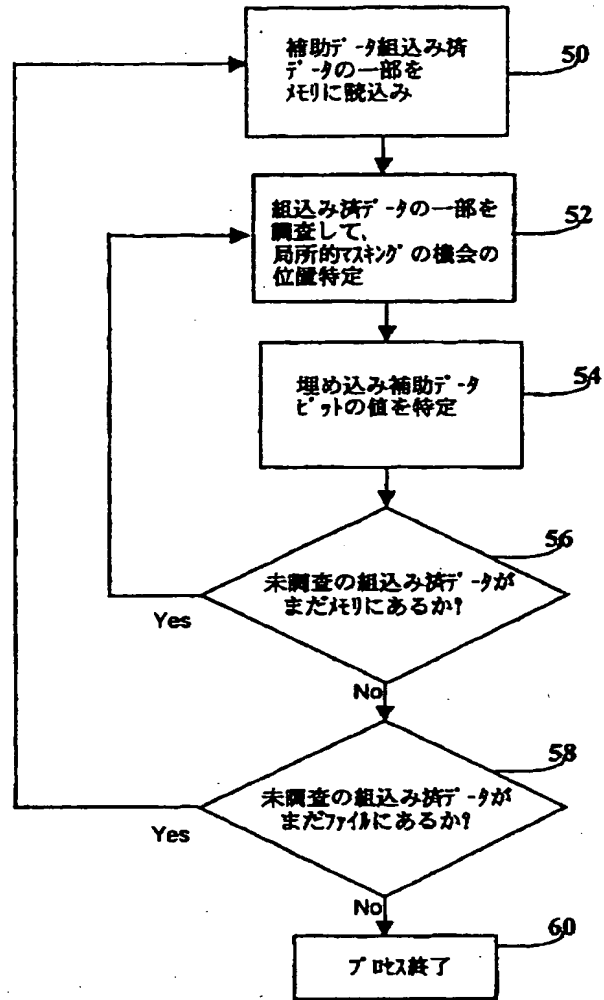 補助データ組込み済
データの一部を
ﾒﾓﾘに読込み
50
組込み済データの一部を
調査して、
局所的ﾏｽｷﾝｸﾞの機会の
位置特定
52
埋め込み補助データ
ビットの値を特定
54
56
未調査の組込み済データが
まだﾒﾓﾘにあるか?
Yes
No
58
未調査の組込み済データが
まだﾌｧｲﾙにあるか?
Yes
No
60
プロセス終了